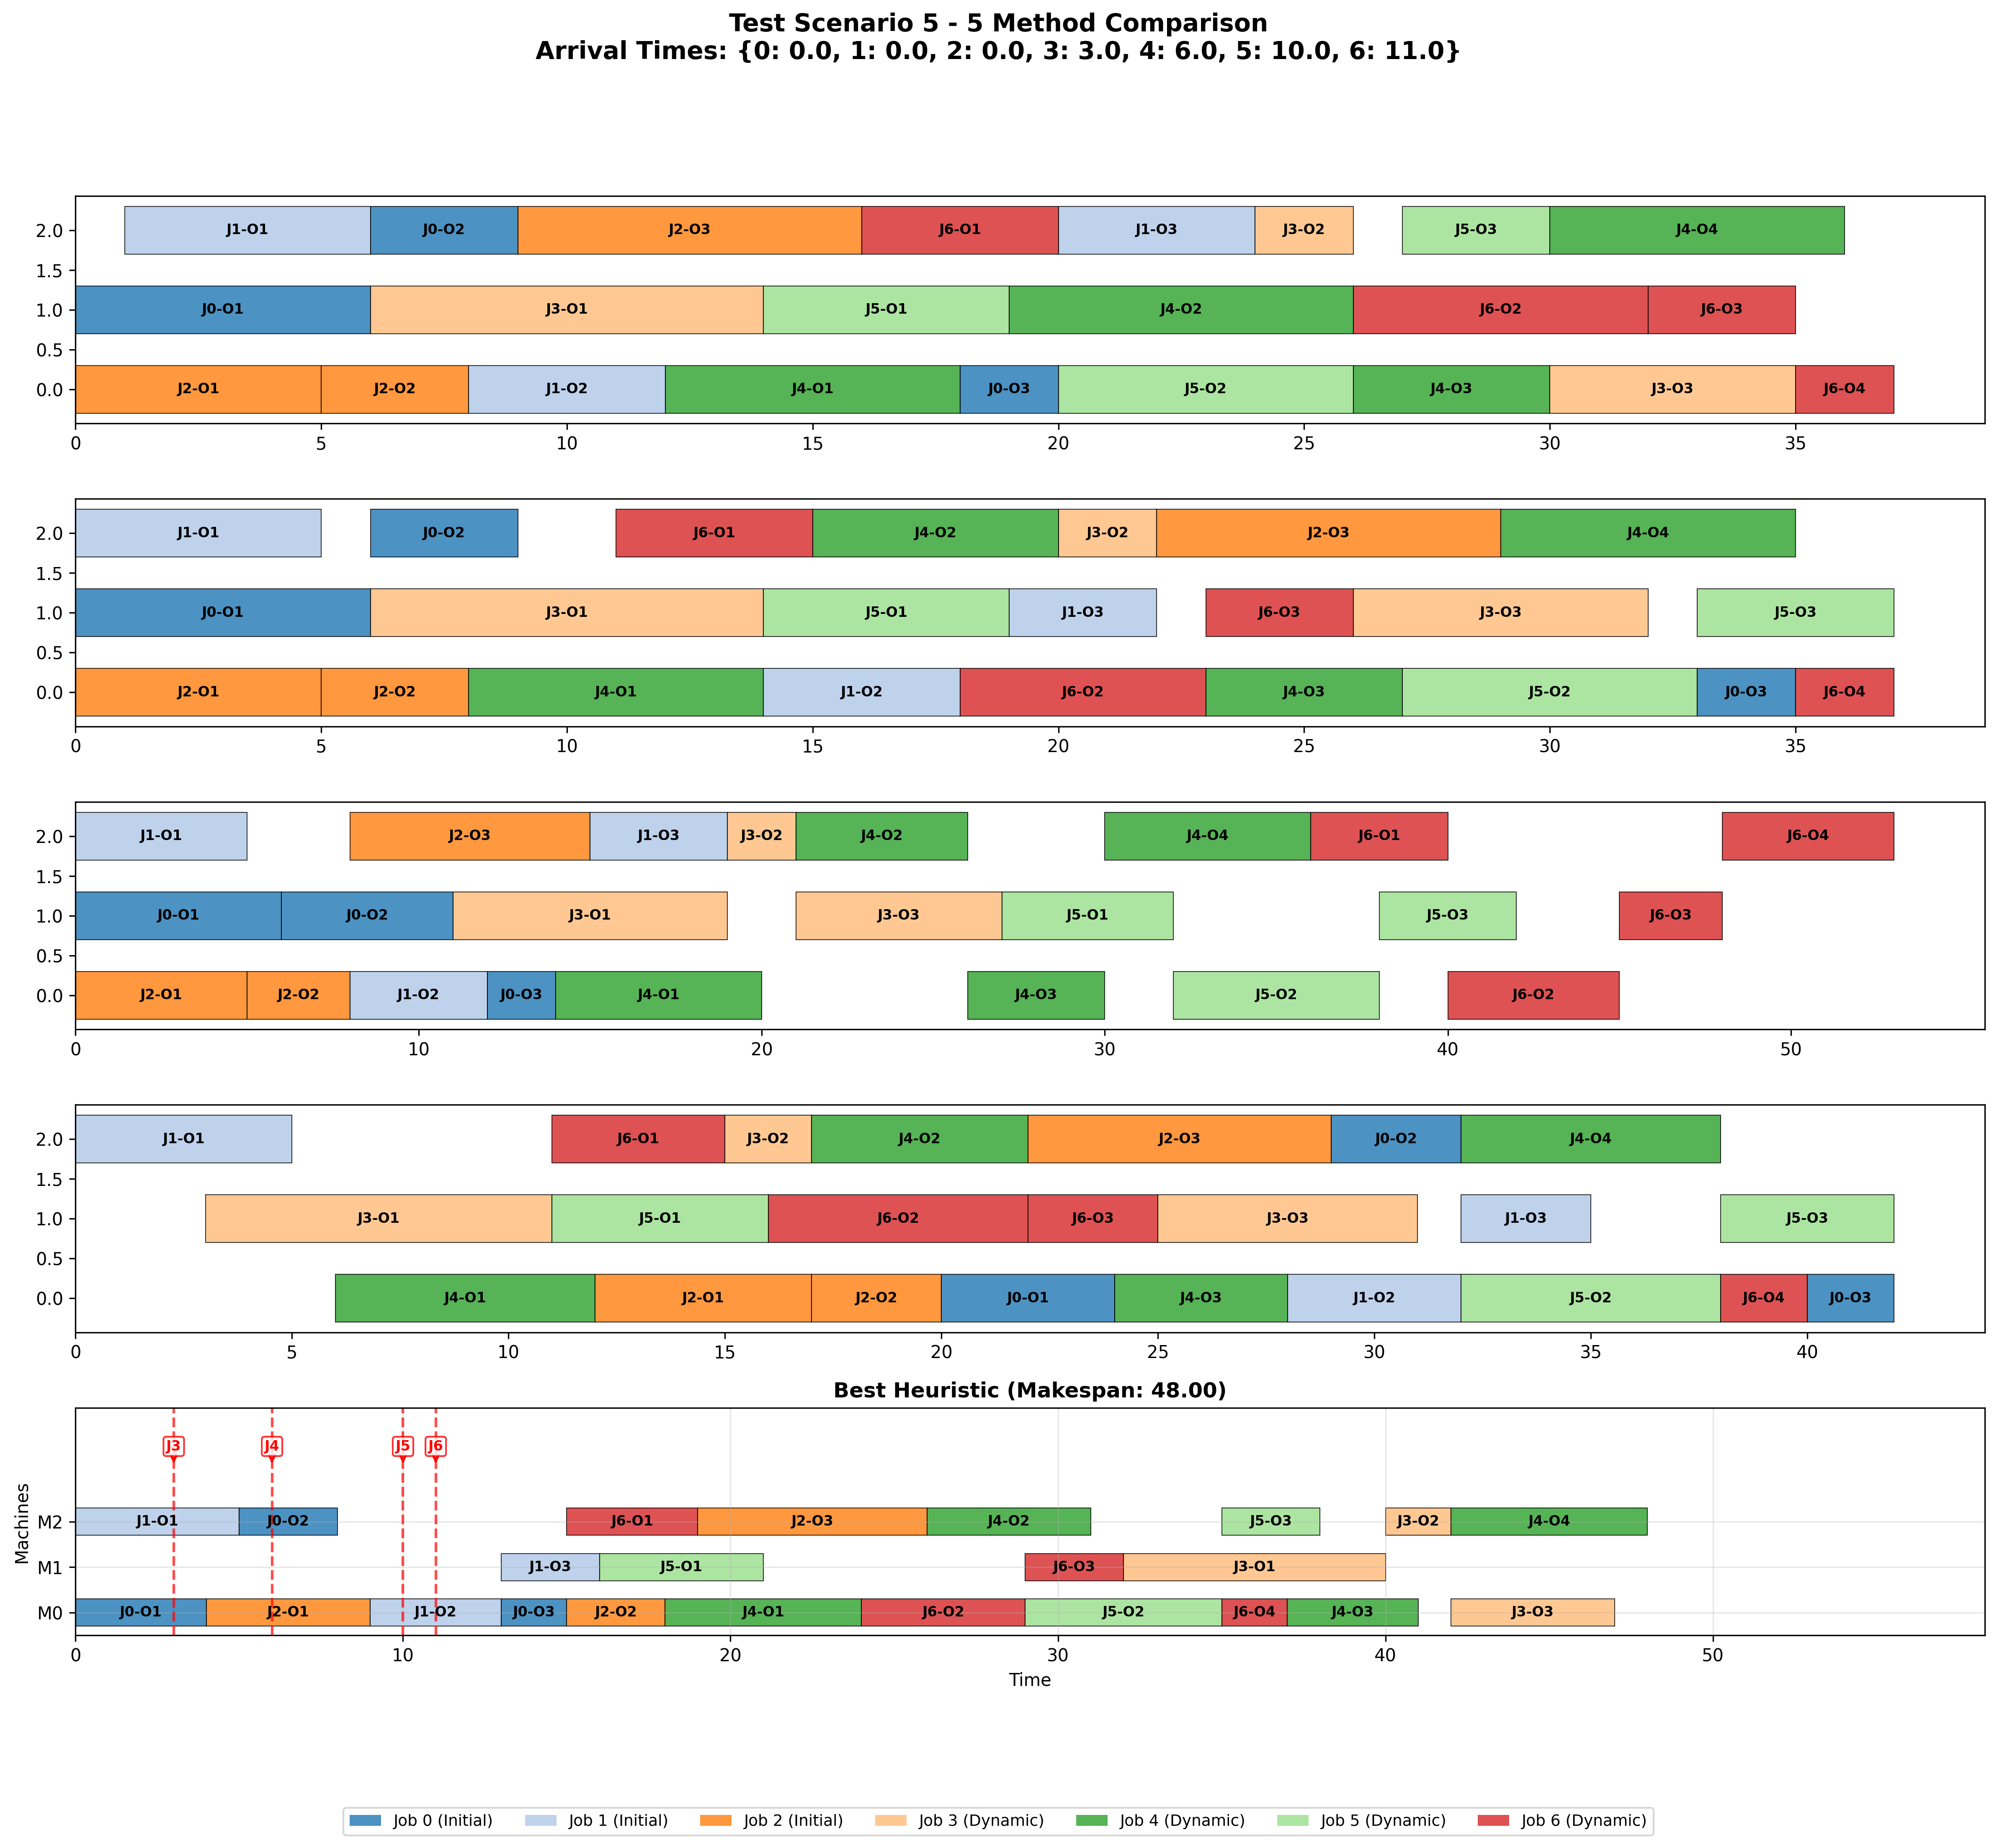 Test Scenario 5 - 5 Method Comparison
Arrival Times: {0: 0.0, 1: 0.0, 2: 0.0, 3: 3.0, 4: 6.0, 5: 10.0, 6: 11.0}
2.0 J1-O1 J0-O2 J2-O3 J6-O1 J1-O3 J3-O2 J5-O3 J4-O4
1.5
1.0 J0-O1 J3-O1 J5-O1 J4-O2 J6-O2 J6-O3
0.5
0.0 J2-O1 J2-O2 J1-O2 J4-O1 J0-O3 J5-O2 J4-O3 J3-O3 J6-O4
0 5 10 15 20 25 30 35
2.0 J1-O1 J0-O2 J6-O1 J4-O2 J3-O2 J2-O3 J4-O4
1.5
1.0 J0-O1 J3-O1 J5-O1 J1-O3 J6-O3 J3-O3 J5-O3
0.5
0.0 J2-O1 J2-O2 J4-O1 J1-O2 J6-O2 J4-O3 J5-O2 J0-O3 J6-O4
0 5 10 15 20 25 30 35
2.0 J1-O1 J2-O3 J1-O3 J3-O2 J4-O2 J4-O4 J6-O1 J6-O4
1.5
1.0 J0-O1 J0-O2 J3-O1 J3-O3 J5-O1 J5-O3 J6-O3
0.5
0.0 J2-O1 J2-O2 J1-O2 J0-O3 J4-O1 J4-O3 J5-O2 J6-O2
0 10 20 30 40 50
2.0 J1-O1 J6-O1 J3-O2 J4-O2 J2-O3 J0-O2 J4-O4
1.5
1.0 J3-O1 J5-O1 J6-O2 J6-O3 J3-O3 J1-O3 J5-O3
0.5
0.0 J4-O1 J2-O1 J2-O2 J0-O1 J4-O3 J1-O2 J5-O2 J6-O4 J0-O3
0 5 10 15 20 25 30 35 40
Best Heuristic (Makespan: 48.00)
J3 J4 J5 J6
Machines
M2 J1-O1 J0-O2 J6-O1 J2-O3 J4-O2 J5-O3 J3-O2 J4-O4
M1 J1-O3 J5-O1 J6-O3 J3-O1
M0 J0-O1 J2-O1 J1-O2 J0-O3 J2-O2 J4-O1 J6-O2 J5-O2 J6-O4 J4-O3 J3-O3
0 10 20 30 40 50
Time
Job 0 (Initial) Job 1 (Initial) Job 2 (Initial) Job 3 (Dynamic) Job 4 (Dynamic) Job 5 (Dynamic) Job 6 (Dynamic)